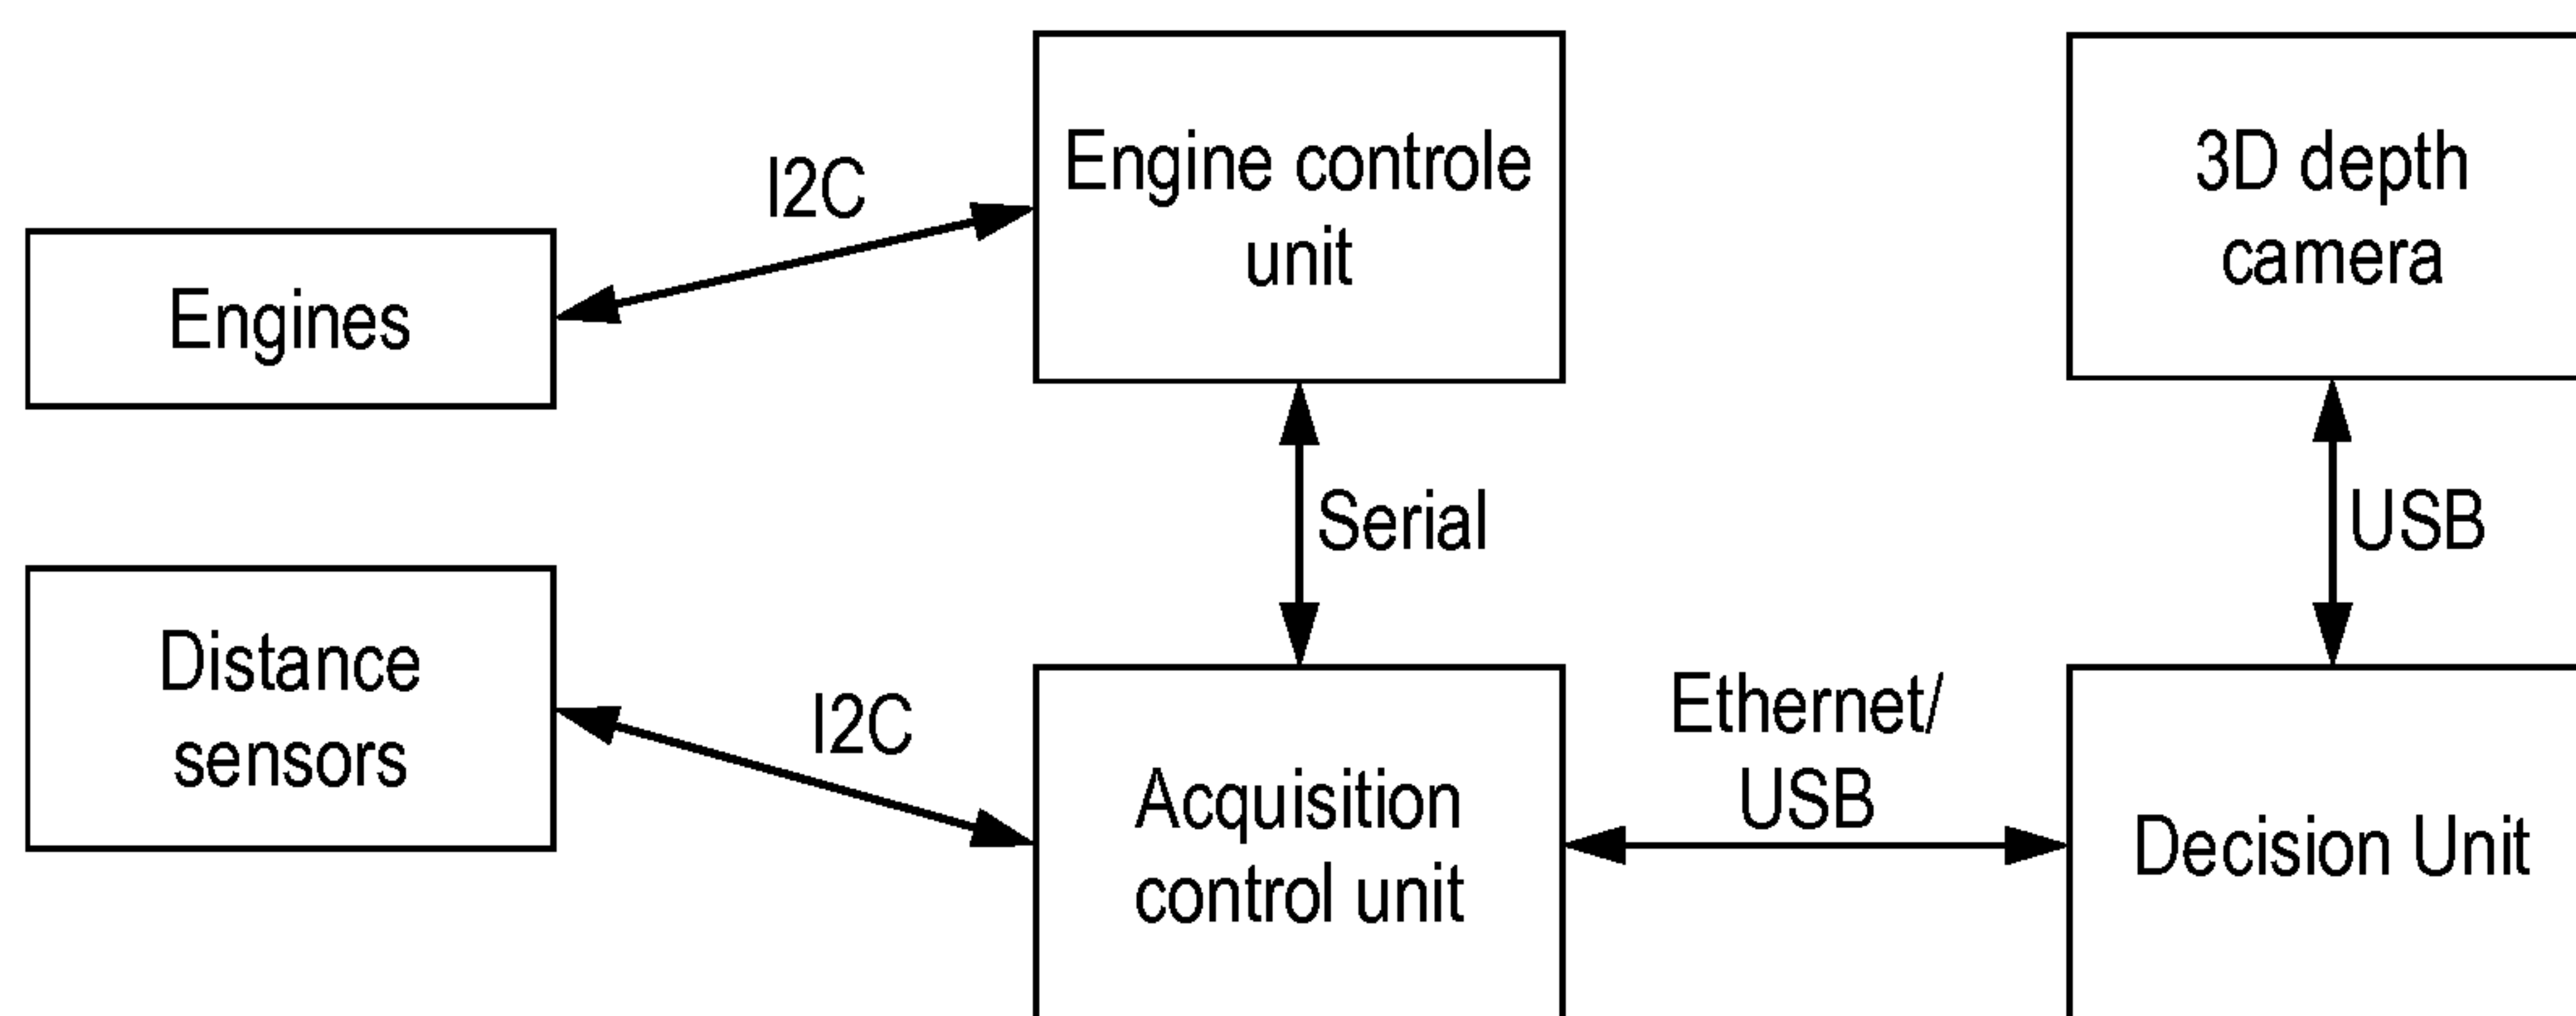 I2C
Engine controle
unit
3D depth
camera
Engines
Serial
USB
Distance
sensors
I2C
Ethernet/
USB
Acquisition
control unit
Decision Unit